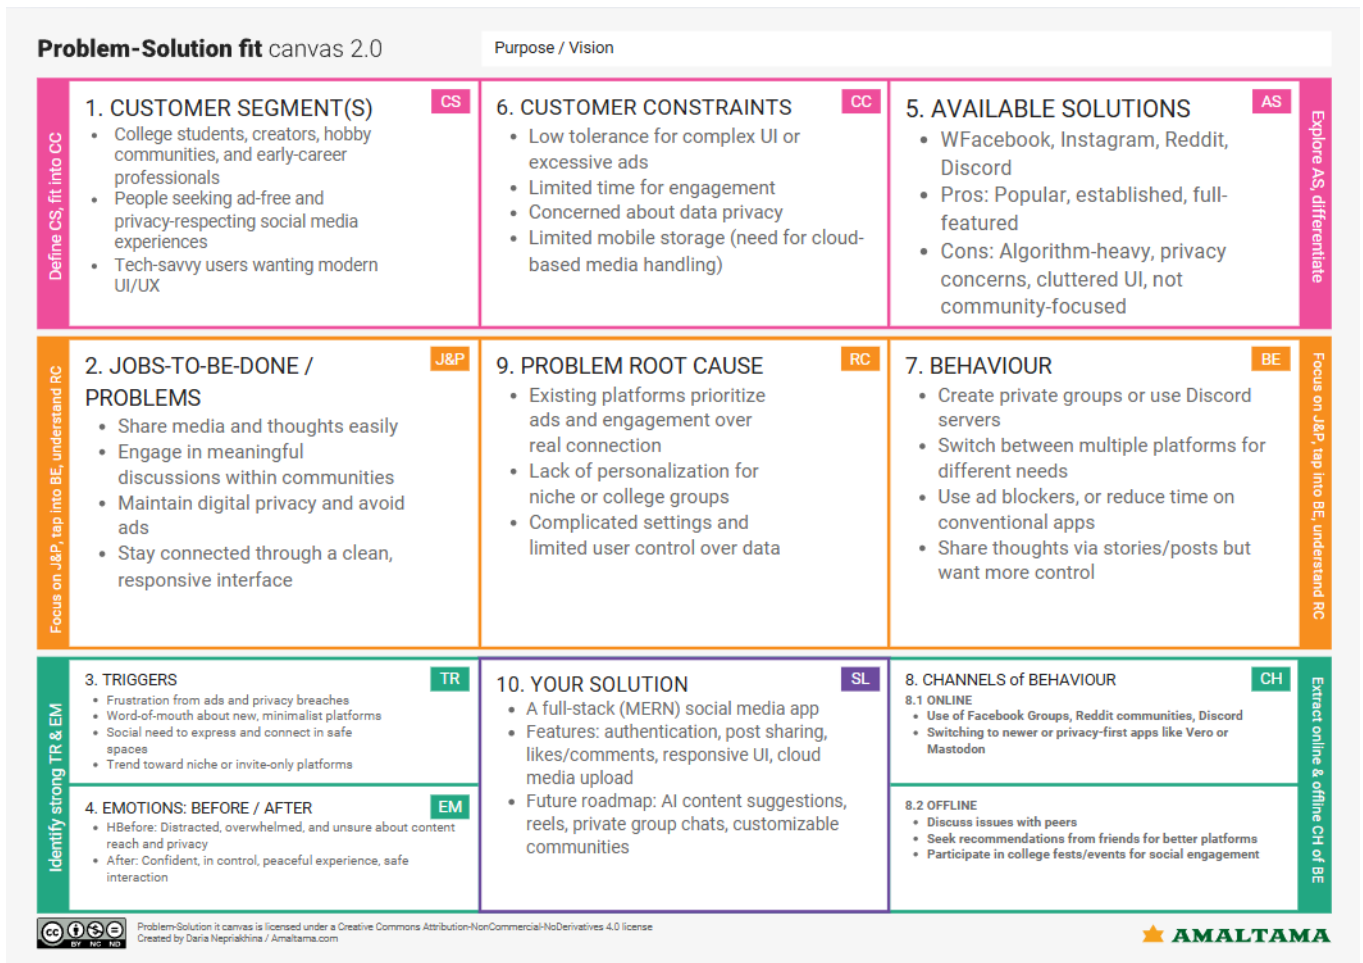 Problem-Solution fit canvas 2.0
Purpose / Vision
Define CS, fit into CC
1. CUSTOMER SEGMENT(S)
CS
College students, creators, hobby
communities, and early-career
professionals
People seeking ad-free and
privacy-respecting social media
experiences
Tech-savvy users wanting modern
UI/UX
6. CUSTOMER CONSTRAINTS
CC
Low tolerance for complex UI or
excessive ads
Limited time for engagement
Concerned about data privacy
Limited mobile storage (need for cloud-
based media handling)
5. AVAILABLE SOLUTIONS
AS
WFacebook, Instagram, Reddit,
Discord
Pros: Popular, established, full-
featured
Cons: Algorithm-heavy, privacy
concerns, cluttered UI, not
community-focused
Explore AS, differentiate
Focus on J&P, tap into BE, understand RC
2. JOBS-TO-BE-DONE /
PROBLEMS
J&P
Share media and thoughts easily
Engage in meaningful
discussions within communities
Maintain digital privacy and avoid
ads
Stay connected through a clean,
responsive interface
9. PROBLEM ROOT CAUSE
RC
Existing platforms prioritize
ads and engagement over
real connection
Lack of personalization for
niche or college groups
Complicated settings and
limited user control over data
7. BEHAVIOUR
BE
Create private groups or use Discord
servers
Switch between multiple platforms for
different needs
Use ad blockers, or reduce time on
conventional apps
Share thoughts via stories/posts but
want more control
Focus on J&P, tap into BE, understand RC
Identify strong TR & EM
3. TRIGGERS
TR
Frustration from ads and privacy breaches
Word-of-mouth about new, minimalist platforms
Social need to express and connect in safe
spaces
Trend toward niche or invite-only platforms
4. EMOTIONS: BEFORE / AFTER
EM
HBefore: Distracted, overwhelmed, and unsure about content
reach and privacy
After: Confident, in control, peaceful experience, safe
interaction
10. YOUR SOLUTION
SL
A full-stack (MERN) social media app
Features: authentication, post sharing,
likes/comments, responsive UI, cloud
media upload
Future roadmap: AI content suggestions,
reels, private group chats, customizable
communities
8. CHANNELS of BEHAVIOUR
CH
8.1 ONLINE
Use of Facebook Groups, Reddit communities, Discord
Switching to newer or privacy-first apps like Vero or
Mastodon
8.2 OFFLINE
Discuss issues with peers
Seek recommendations from friends for better platforms
Participate in college fests/events for social engagement
Extract online & offline CH of BE
cc BY NC ND
Problem-Solution it canvas is licensed under a Creative Commons Attribution-NonCommercial-NoDerivatives 4.0 license
Created by Daria Nepriakhina / Amaltama.com
AMALTAMA